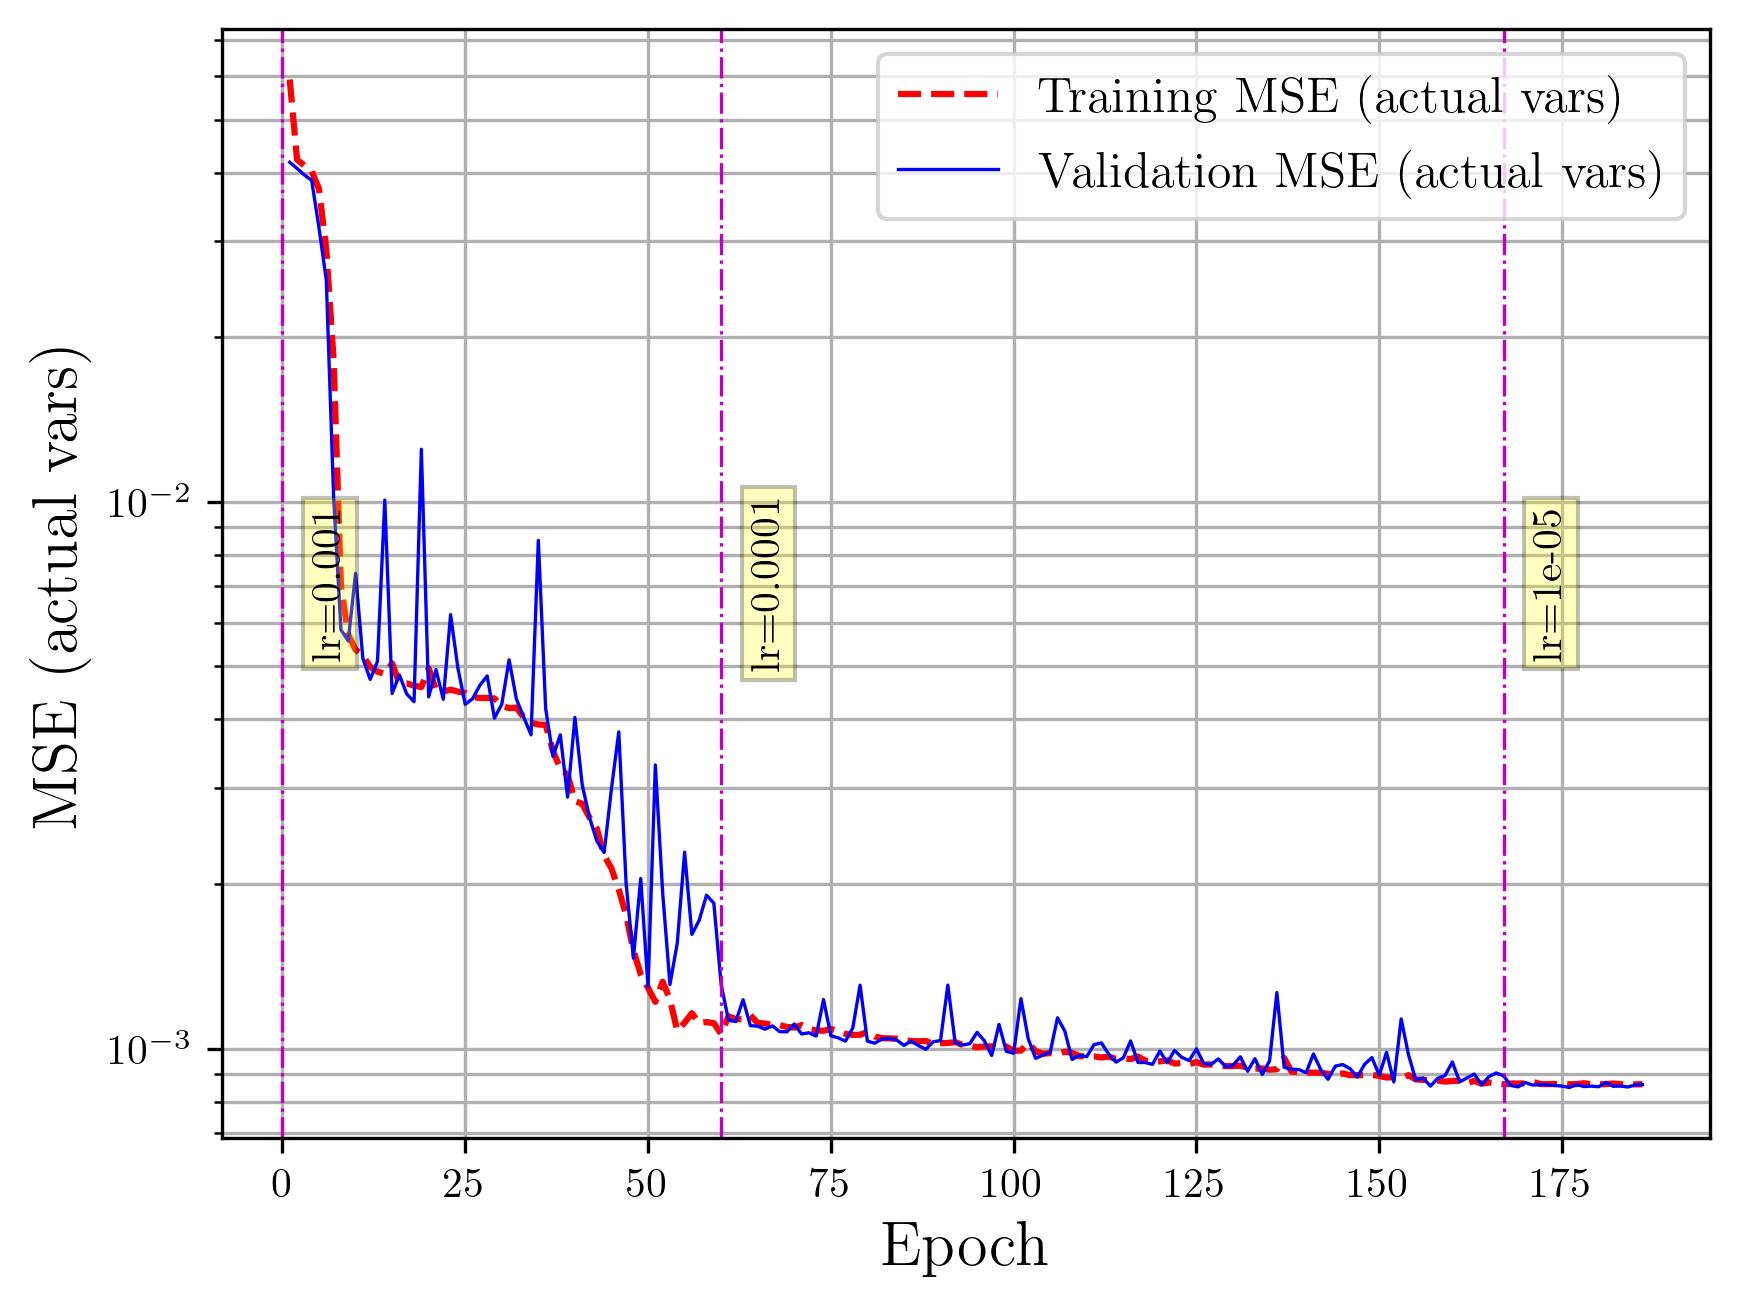 Training MSE (actual vars)
Validation MSE (actual vars)
MSE (actual vars)
10⁻²
10⁻³
lr=0.001
lr=0.0001
lr=1e-05
0 25 50 75 100 125 150 175
Epoch